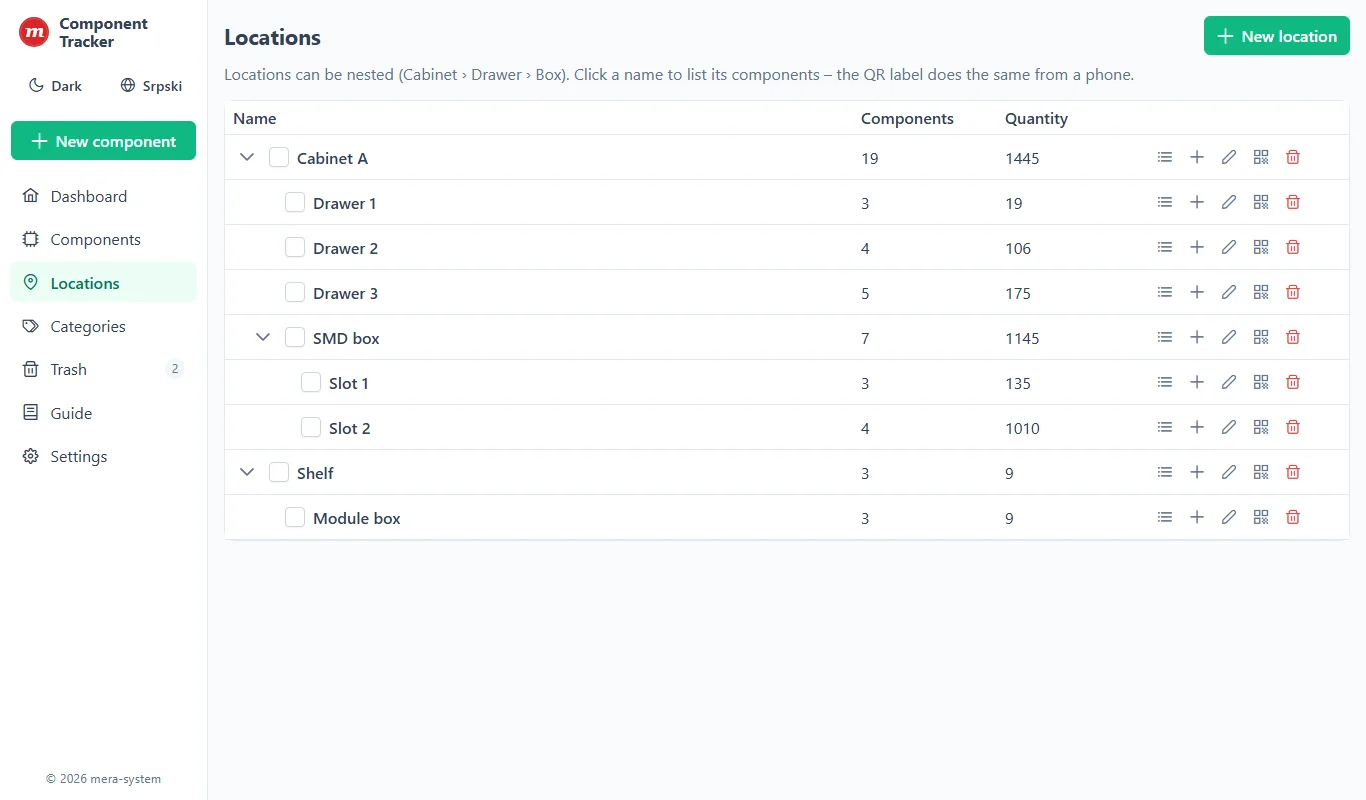 m
Component
Tracker
Dark
Srpski
New component
Dashboard
Components
Locations
Categories
Trash 2
Guide
Settings
© 2026 mera-system
Locations
New location
Locations can be nested (Cabinet › Drawer › Box). Click a name to list its components – the QR label does the same from a phone.
Name Components Quantity
Cabinet A 19 1445
Drawer 1 3 19
Drawer 2 4 106
Drawer 3 5 175
SMD box 7 1145
Slot 1 3 135
Slot 2 4 1010
Shelf 3 9
Module box 3 9